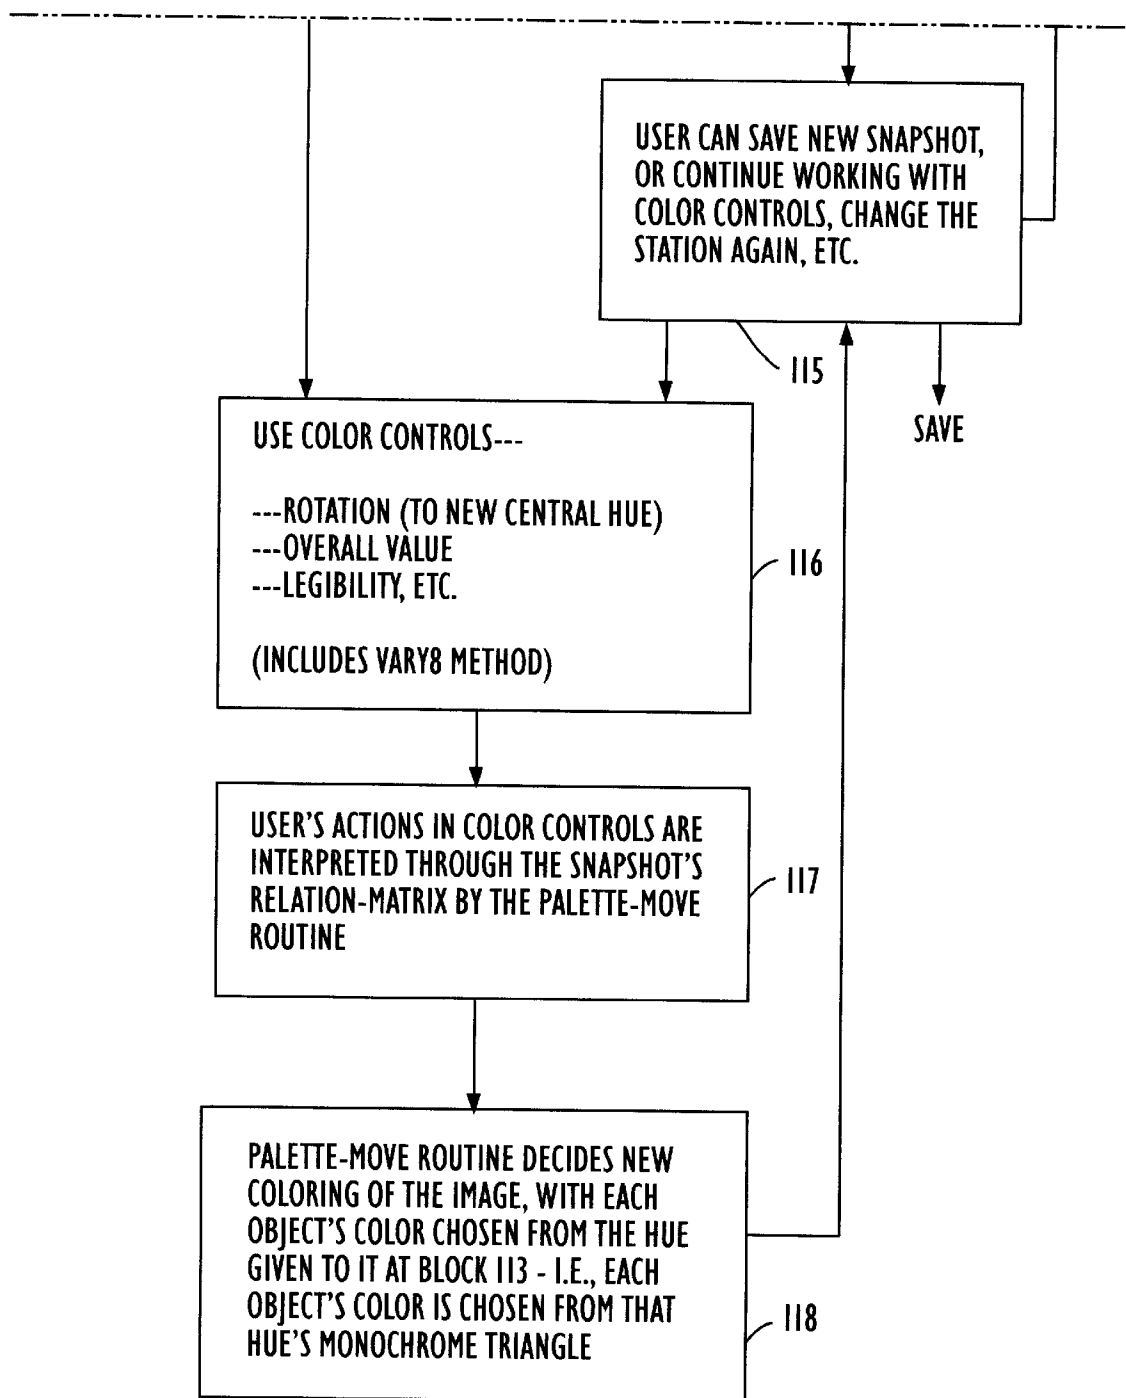 USER CAN SAVE NEW SNAPSHOT,
OR CONTINUE WORKING WITH
COLOR CONTROLS, CHANGE THE
STATION AGAIN, ETC.
115
SAVE
USE COLOR CONTROLS---
---ROTATION (TO NEW CENTRAL HUE)
---OVERALL VALUE
---LEGIBILITY, ETC.
(INCLUDES VARY8 METHOD)
116
USER'S ACTIONS IN COLOR CONTROLS ARE
INTERPRETED THROUGH THE SNAPSHOT'S
RELATION-MATRIX BY THE PALETTE-MOVE
ROUTINE
117
PALETTE-MOVE ROUTINE DECIDES NEW
COLORING OF THE IMAGE, WITH EACH
OBJECT'S COLOR CHOSEN FROM THE HUE
GIVEN TO IT AT BLOCK 113 - I.E., EACH
OBJECT'S COLOR IS CHOSEN FROM THAT
HUE'S MONOCHROME TRIANGLE
118